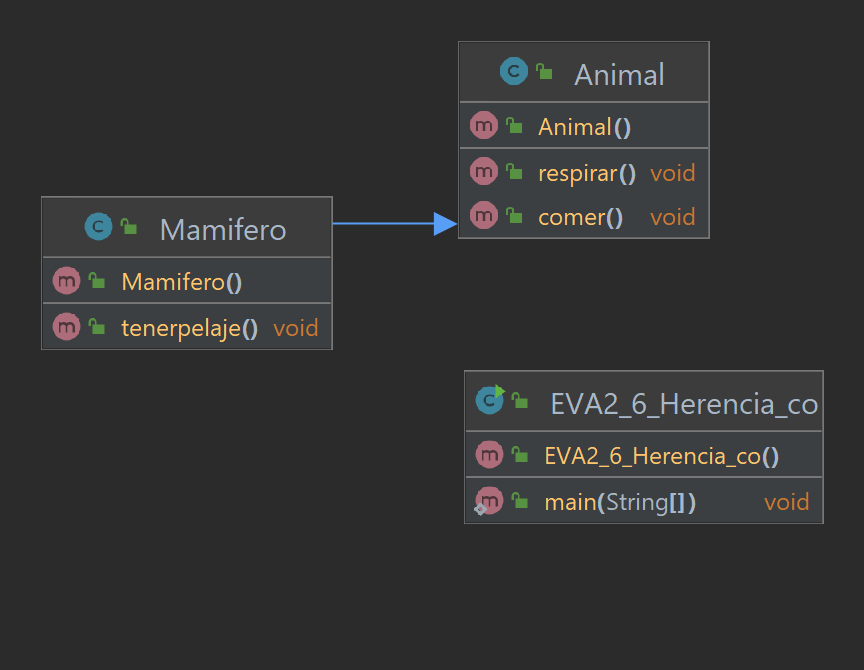 Animal
Animal()
respirar() void
comer() void
Mamifero
Mamifero()
tenerpelaje() void
EVA2_6_Herencia_co
EVA2_6_Herencia_co()
main(String[]) void